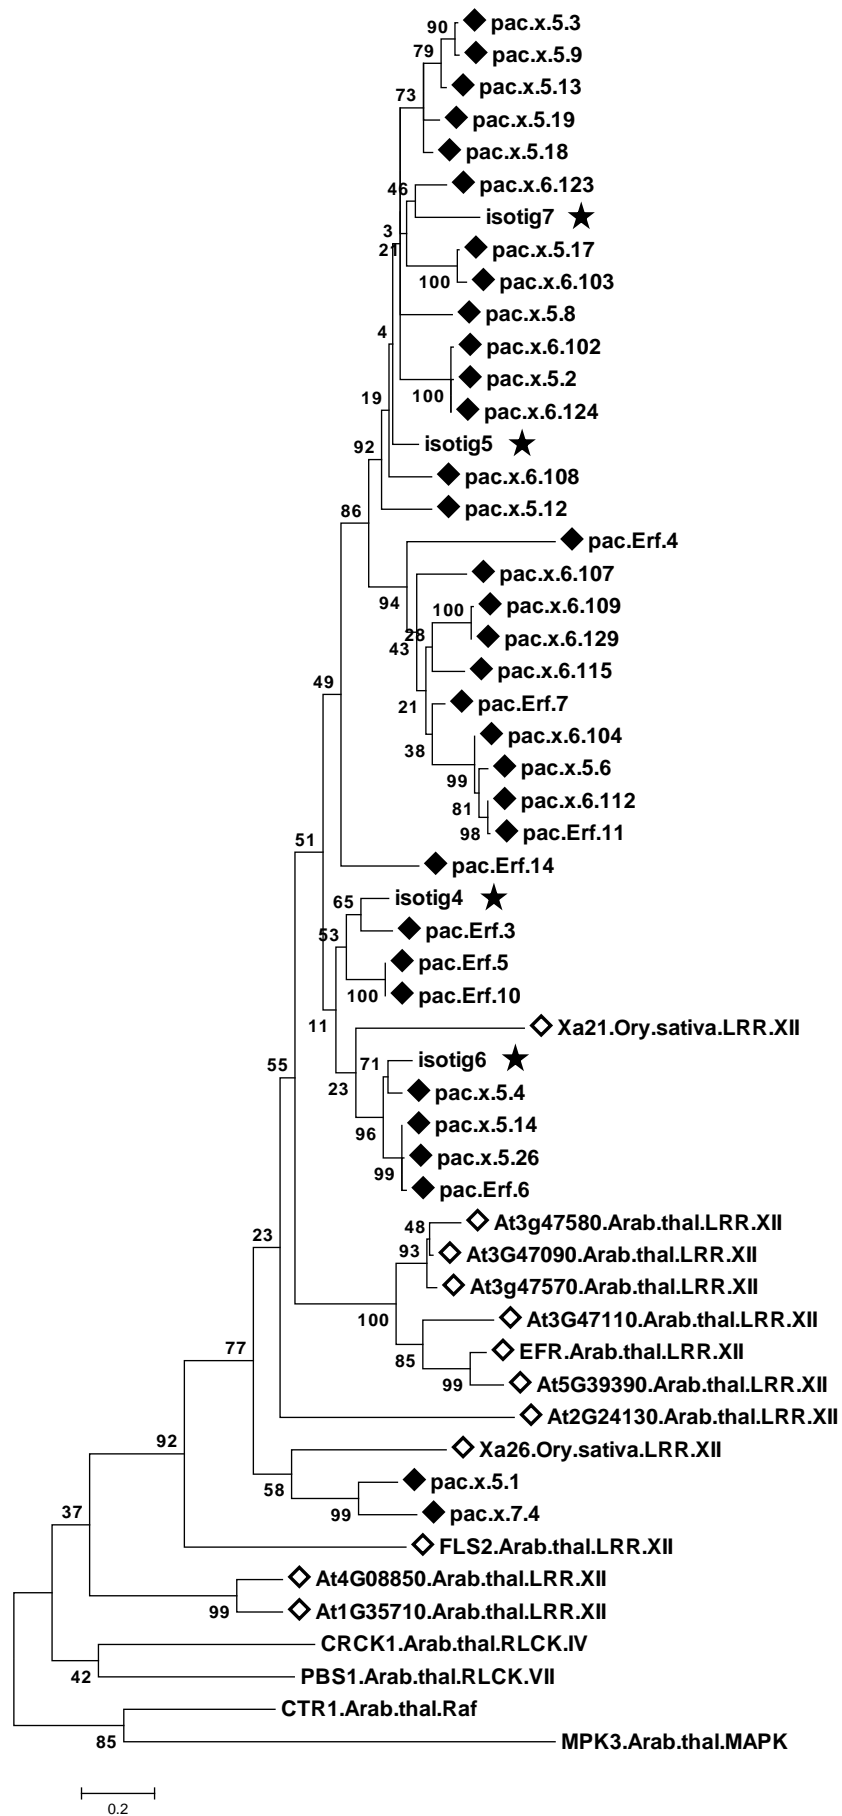 90
pac.x.5.3
79
pac.x.5.9
pac.x.5.13
73
pac.x.5.19
pac.x.5.18
46
pac.x.6.123
isotig7
3
21
pac.x.5.17
100
pac.x.6.103
pac.x.5.8
4
pac.x.6.102
pac.x.5.2
19
100
pac.x.6.124
92
isotig5
pac.x.6.108
86
pac.x.5.12
pac.Erf.4
94
pac.x.6.107
100
pac.x.6.109
28
pac.x.6.129
43
pac.x.6.115
49
21
pac.Erf.7
38
pac.x.6.104
99
pac.x.5.6
81
pac.x.6.112
98
pac.Erf.11
51
pac.Erf.14
65
isotig4
53
pac.Erf.3
pac.Erf.5
100
pac.Erf.10
11
Xa21.Ory.sativa.LRR.XII
55
71
isotig6
23
pac.x.5.4
96
pac.x.5.14
99
pac.x.5.26
pac.Erf.6
23
48
At3g47580.Arab.thal.LRR.XII
93
At3G47090.Arab.thal.LRR.XII
At3g47570.Arab.thal.LRR.XII
100
At3G47110.Arab.thal.LRR.XII
77
85
EFR.Arab.thal.LRR.XII
99
At5G39390.Arab.thal.LRR.XII
At2G24130.Arab.thal.LRR.XII
92
Xa26.Ory.sativa.LRR.XII
58
pac.x.5.1
37
99
pac.x.7.4
FLS2.Arab.thal.LRR.XII
At4G08850.Arab.thal.LRR.XII
99
At1G35710.Arab.thal.LRR.XII
CRCK1.Arab.thal.RLCK.IV
42
PBS1.Arab.thal.RLCK.VII
CTR1.Arab.thal.Raf
85
MPK3.Arab.thal.MAPK
0.2